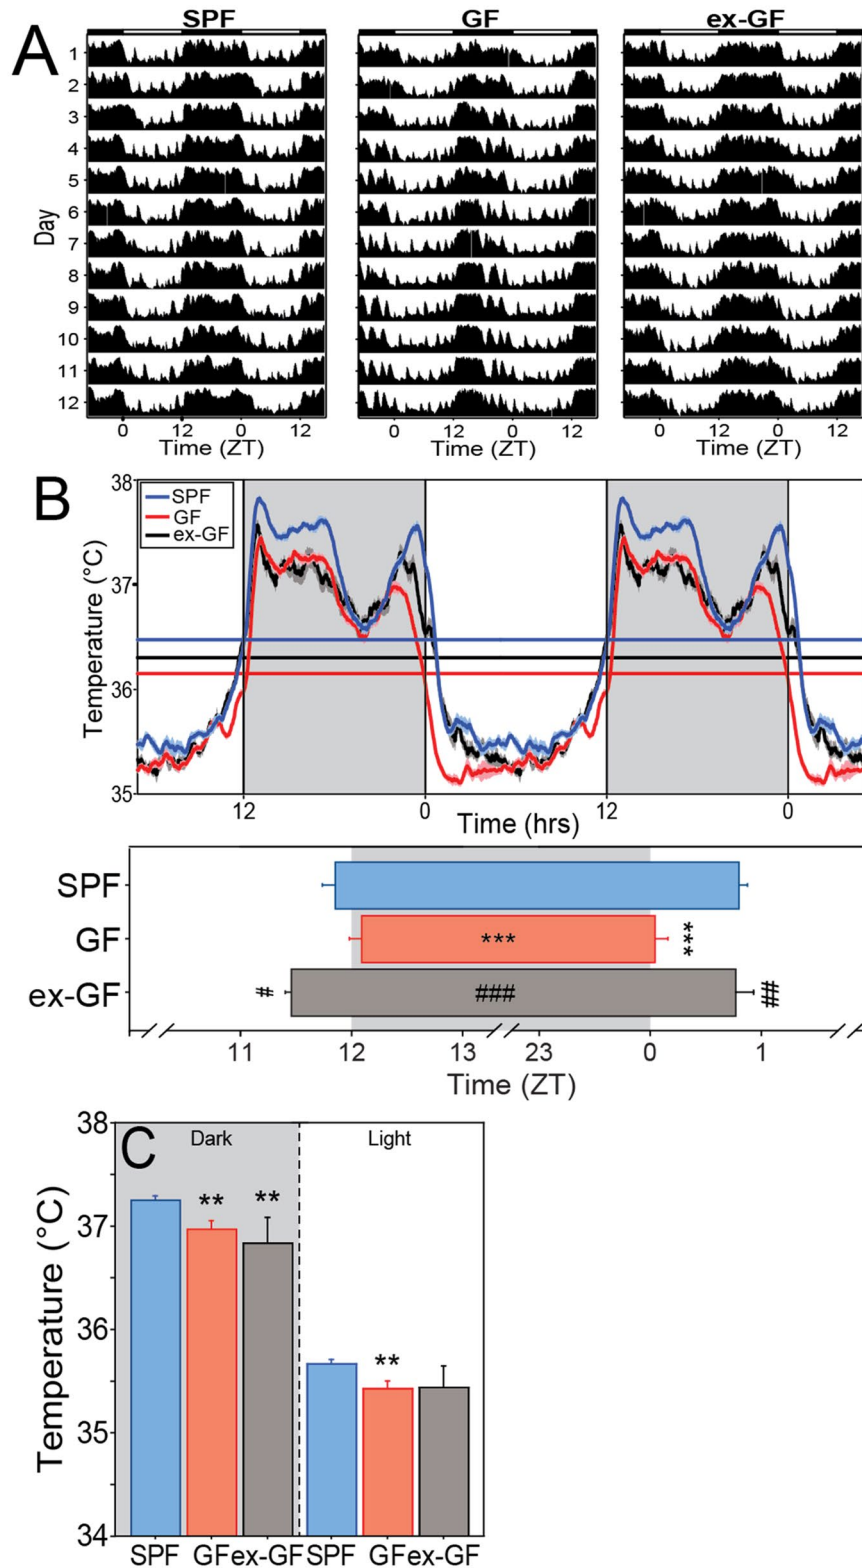 A
SPF GF ex-GF
1
2
3
4
5
6
7
8
9
10
11
12
Day
0 12 0 12 0 12 0 12 0 12 0 12
Time (ZT) Time (ZT) Time (ZT)
B
SPF
GF
ex-GF
38
37
36
35
Temperature (°C)
12 0 12 0
Time (hrs)
SPF
GF *** ***
ex-GF # ### ##
11 12 13 23 0 1
Time (ZT)
C
Dark Light
38
37
36
35
34
Temperature (°C)
** ** **
SPF GF ex-GF SPF GF ex-GF